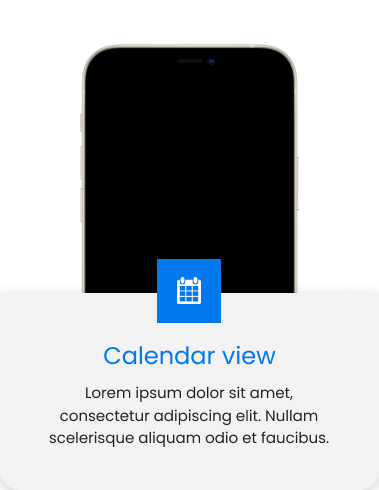 Calendar view
Lorem ipsum dolor sit amet,
consectetur adipiscing elit. Nullam
scelerisque aliquam odio et faucibus.